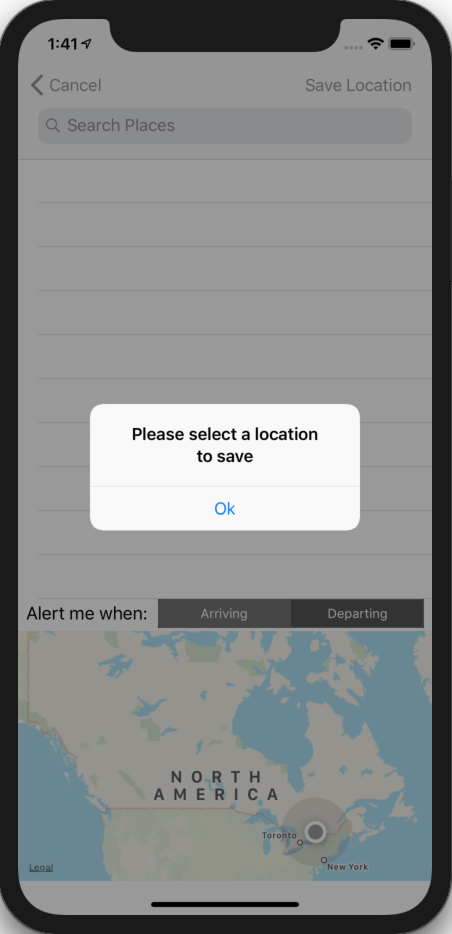 1:41
Cancel
Save Location
Search Places
Please select a location
to save
Ok
Alert me when:
Arriving
Departing
NORTH
AMERICA
Toronto
New York
Legal